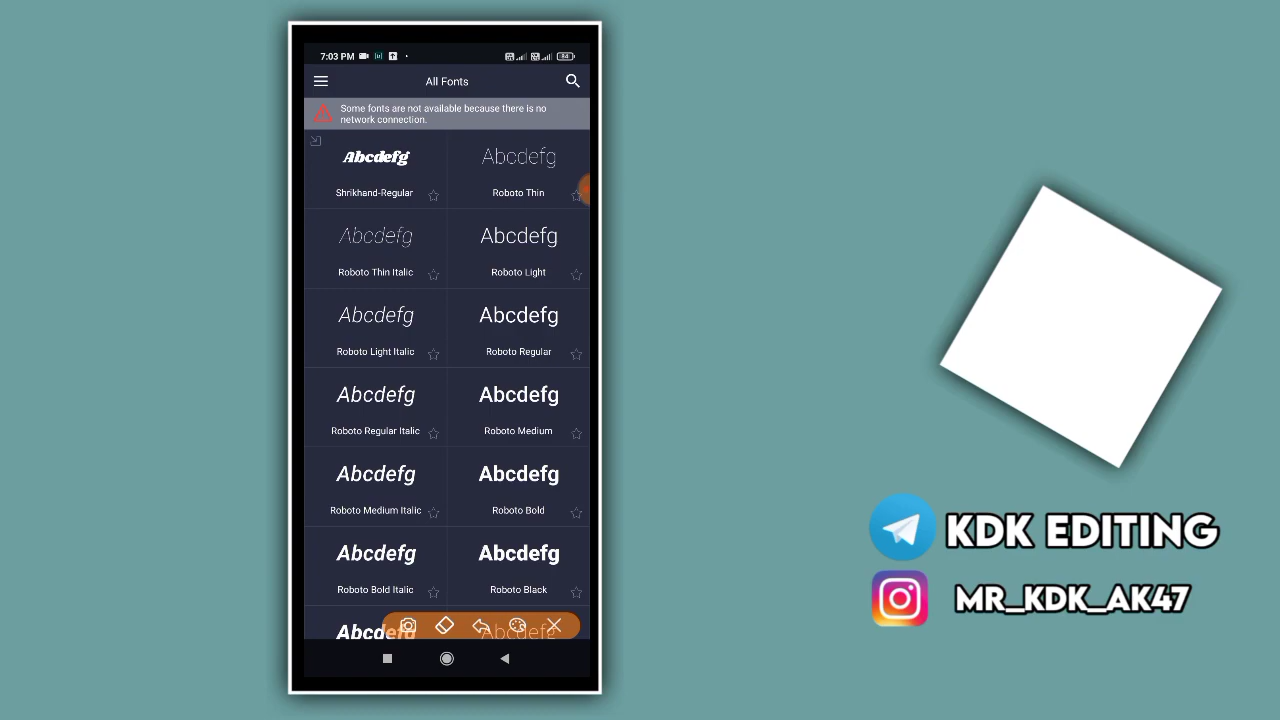 7:03 PM
84
All Fonts
Some fonts are not available because there is no
network connection.
Abcdefg
Abcdefg
Shrikhand-Regular
Roboto Thin
Abcdefg
Abcdefg
Roboto Thin Italic
Roboto Light
Abcdefg
Abcdefg
Roboto Light Italic
Roboto Regular
Abcdefg
Abcdefg
Roboto Regular Italic
Roboto Medium
Abcdefg
Abcdefg
Roboto Medium Italic
Roboto Bold
Abcdefg
Abcdefg
Roboto Bold Italic
Roboto Black
Abcdefg
Abcdefg
KDK EDITING
MR_KDK_AK47